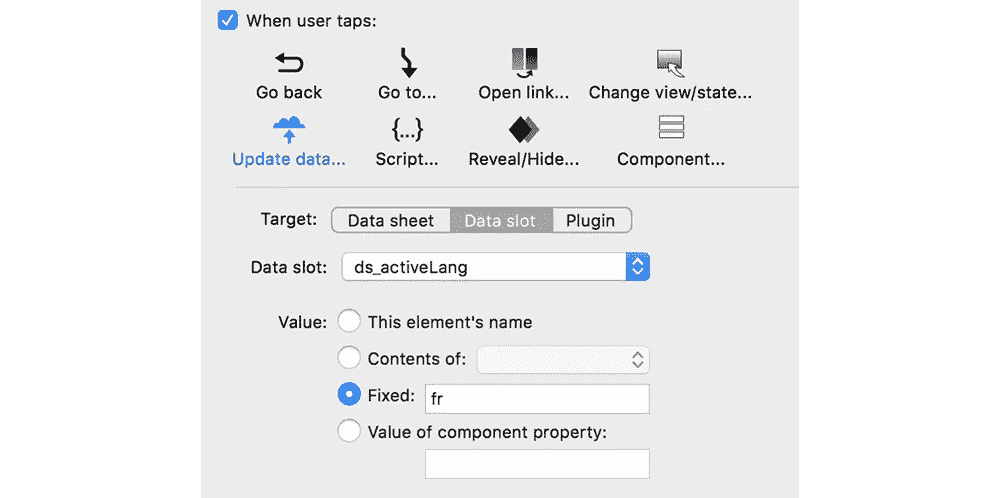 When user taps:
Go back Go to... Open link... Change view/state...
{...}
Update data... Script... Reveal/Hide... Component...
Target: Data sheet Data slot Plugin
Data slot: ds_activeLang
Value: This element's name
Contents of:
Fixed: fr
Value of component property: